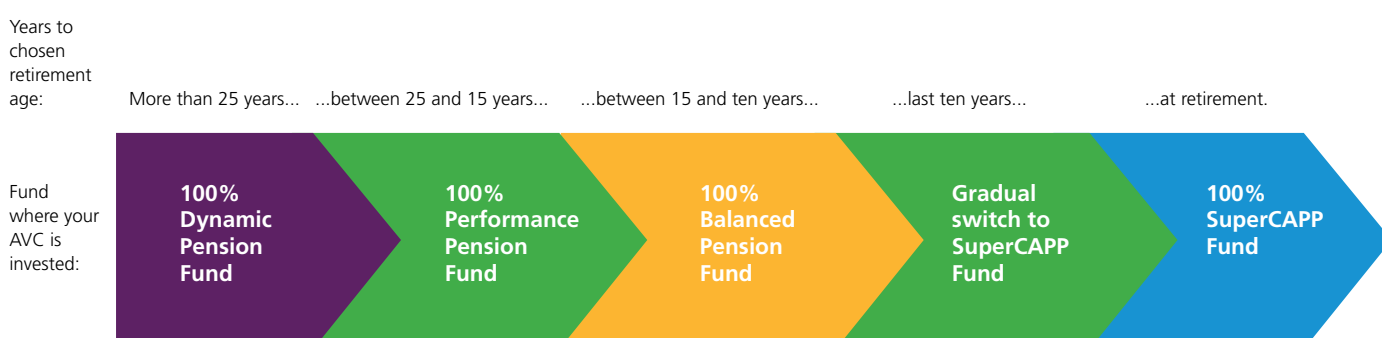 Years to
chosen
retirement
age:
More than 25 years...
...between 25 and 15 years...
...between 15 and ten years...
...last ten years...
...at retirement.
Fund
where your
AVC is
invested:
100%
Dynamic
Pension
Fund
100%
Performance
Pension
Fund
100%
Balanced
Pension
Fund
Gradual
switch to
SuperCAPP
Fund
100%
SuperCAPP
Fund